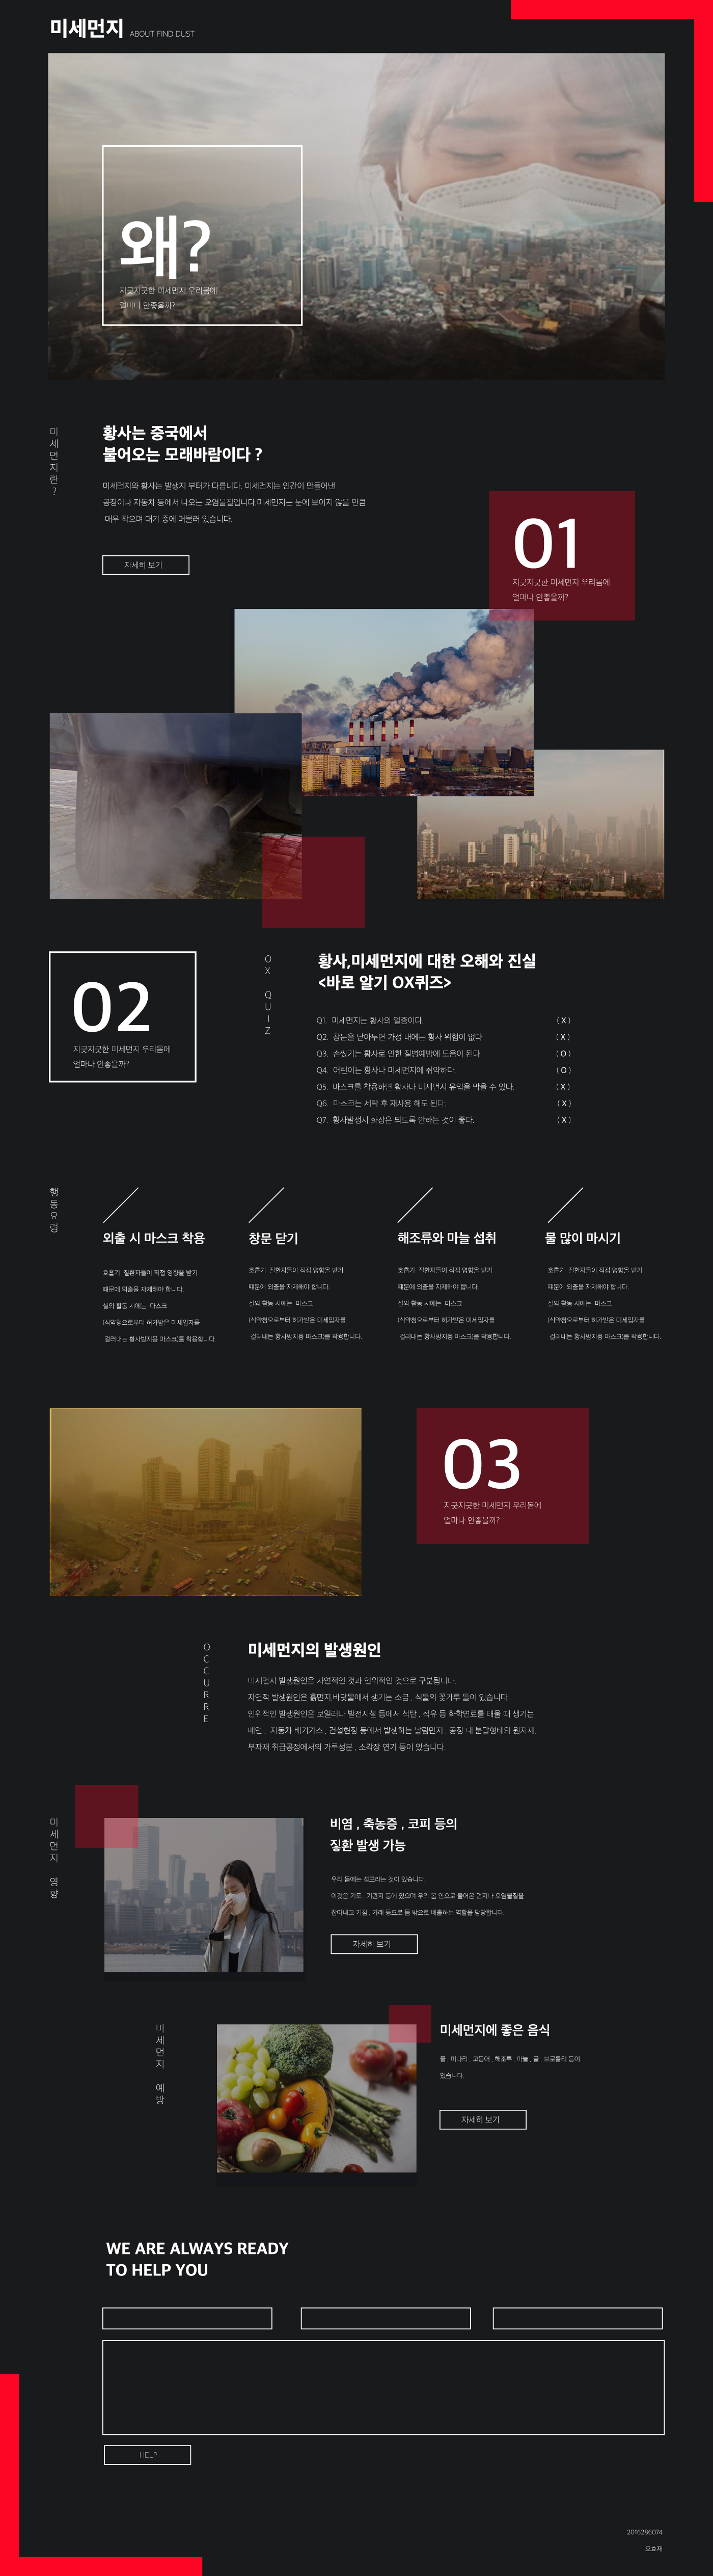 미세먼지 ABOUT FIND DUST
왜?
지긋지긋한 미세먼지 우리몸에
얼마나 안좋을까?
미세먼지란?
황사는 중국에서
불어오는 모래바람이다 ?
미세먼지와 황사는 발생지 부터가 다릅니다. 미세먼지는 인간이 만들어낸
공장이나 자동차 등에서 나오는 오염물질입니다.미세먼지는 눈에 보이지 않을 만큼
매우 작으며 대기 중에 머물러 있습니다.
자세히 보기
01
지긋지긋한 미세먼지 우리몸에
얼마나 안좋을까?
02
지긋지긋한 미세먼지 우리몸에
얼마나 안좋을까?
OX QUIZ
황사,미세먼지에 대한 오해와 진실
<바로 알기 OX퀴즈>
Q1. 미세먼지는 황사의 일종이다. ( X )
Q2. 창문을 닫아두면 가정 내에는 황사 위험이 없다. ( X )
Q3. 손씼기는 황사로 인한 질병예방에 도움이 된다. ( O )
Q4. 어린이는 황사나 미세먼지에 취약하다. ( O )
Q5. 마스크를 착용하면 황사나 미세먼지 유입을 막을 수 있다. ( X )
Q6. 마스크는 세탁 후 재사용 해도 된다. ( X )
Q7. 황사발생시 화장은 되도록 안하는 것이 좋다. ( X )
행동요령
외출 시 마스크 착용
호흡기 질환자들이 직접 영향을 받기
때문에 외출을 자제해야 합니다.
실외 활동 시에는 마스크
(식약청으로부터 허가받은 미세입자를
걸러내는 황사방지용 마스크)를 착용합니다.
창문 닫기
호흡기 질환자들이 직접 영향을 받기
때문에 외출을 자제해야 합니다.
실외 활동 시에는 마스크
(식약청으로부터 허가받은 미세입자를
걸러내는 황사방지용 마스크)를 착용합니다.
해조류와 마늘 섭취
호흡기 질환자들이 직접 영향을 받기
때문에 외출을 자제해야 합니다.
실외 활동 시에는 마스크
(식약청으로부터 허가받은 미세입자를
걸러내는 황사방지용 마스크)를 착용합니다.
물 많이 마시기
호흡기 질환자들이 직접 영향을 받기
때문에 외출을 자제해야 합니다.
실외 활동 시에는 마스크
(식약청으로부터 허가받은 미세입자를
걸러내는 황사방지용 마스크)를 착용합니다.
03
지긋지긋한 미세먼지 우리몸에
얼마나 안좋을까?
OCCURRE
미세먼지의 발생원인
미세먼지 발생원인은 자연적인 것과 인위적인 것으로 구분됩니다.
자연적 발생원인은 흙먼지,바닷물에서 생기는 소금 , 식물의 꽃가루 들이 있습니다.
인위적인 발생원인은 보일러나 발전시설 등에서 석탄 , 석유 등 화학연료를 태울 때 생기는
매연 , 자동차 배기가스 , 건설현장 등에서 발생하는 날림먼지 , 공장 내 분말형태의 원자재,
부자재 취급공정에서의 가루성분 , 소각장 연기 등이 있습니다.
미세먼지 영향
비염 , 축농증 , 코피 등의
짛환 발생 가능
우리 몸에는 섬모라는 것이 있습니다.
이것은 기도 , 기관지 등에 있으며 우리 몸 안으로 들어온 먼지나 오염물질을
잡아내고 기침 , 가래 등으로 몸 밖으로 배출하는 역할을 담당합니다.
자세히 보기
미세먼지 예방
미세먼지에 좋은 음식
물 , 미나리 , 고등어 , 해조류 , 마늘 , 귤 , 브로콜리 등이
있습니다.
자세히 보기
WE ARE ALWAYS READY
TO HELP YOU
HELP
2016286074
오효재